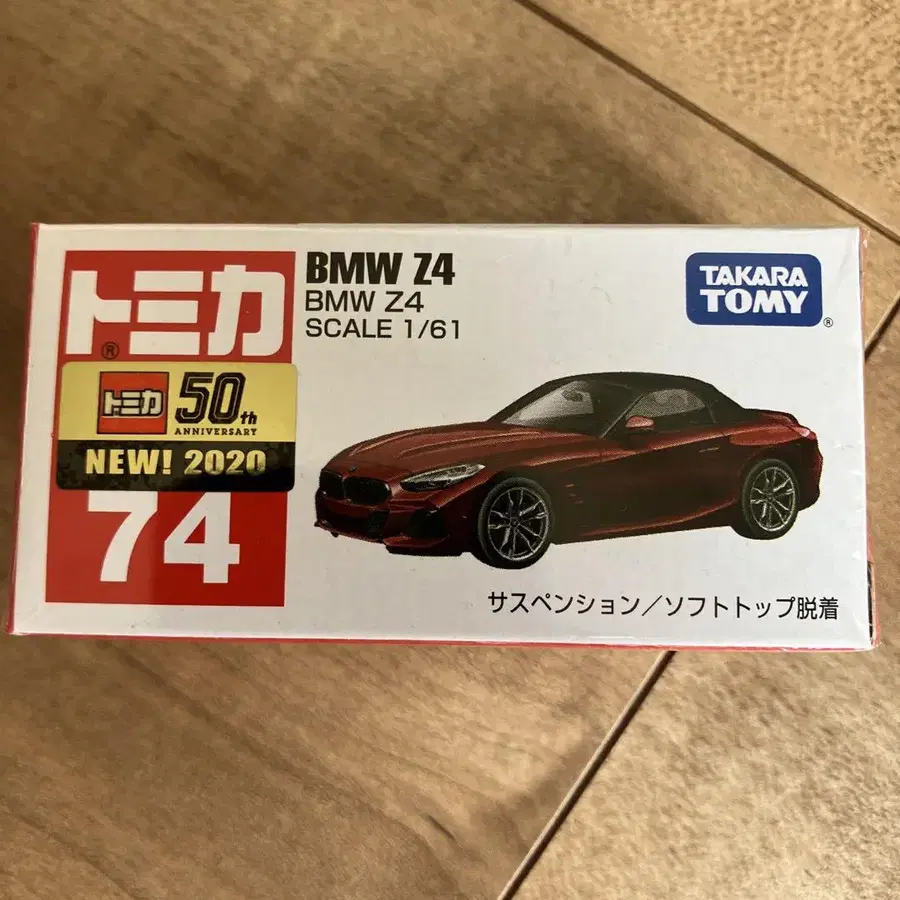 トミカ®
トミカ 50th
ANNIVERSARY
NEW! 2020
74
BMW Z4
BMW Z4
SCALE 1/61
TAKARA
TOMY®
サスペンション/ソフトトップ脱着